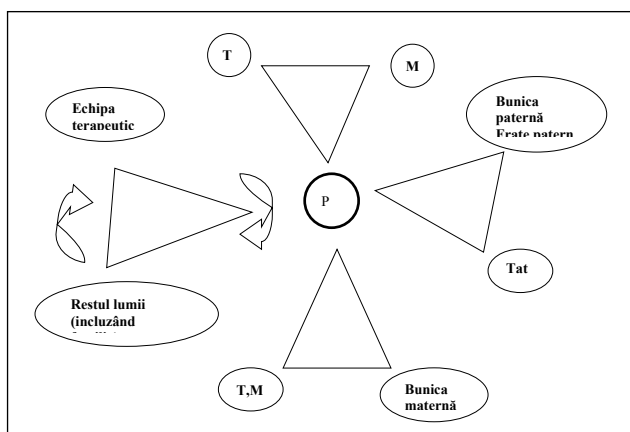 T
M
Echipa
terapeutic
Bunica
paternă
Frate patern
P
Tat
Restul lumii
(incluzând
T,M
Bunica
maternă